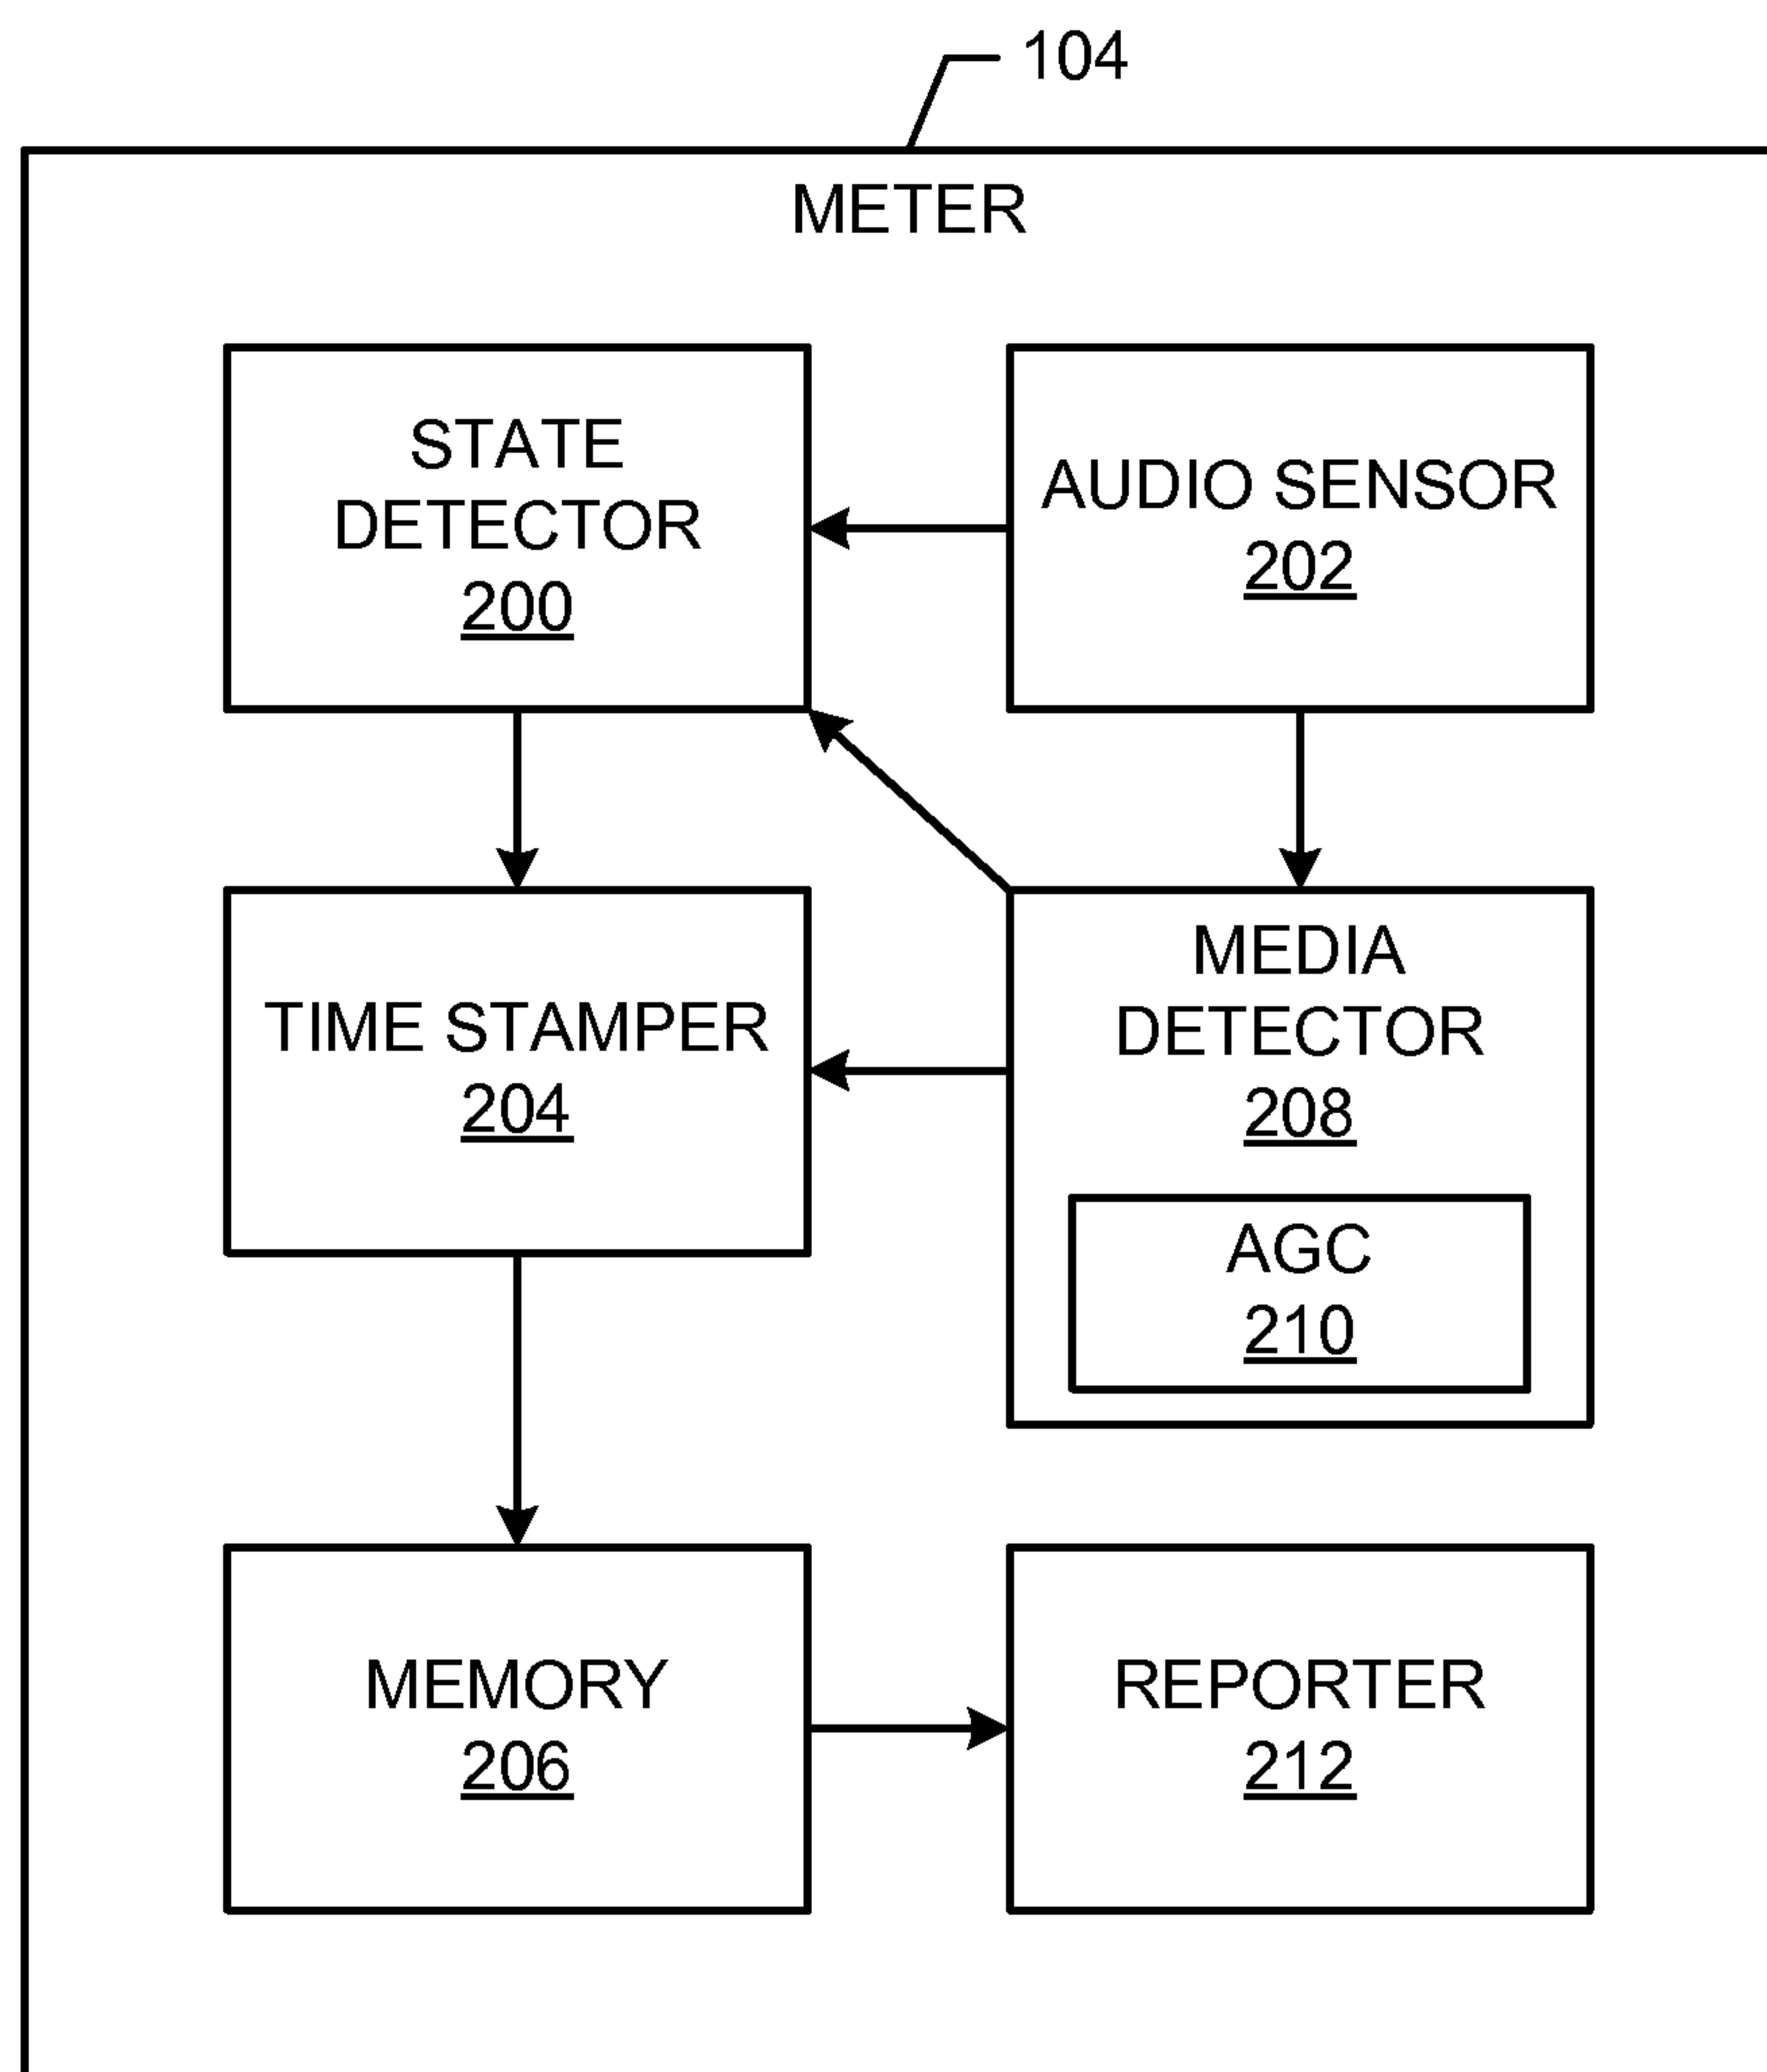 104
METER
STATE
DETECTOR
200
AUDIO SENSOR
202
TIME STAMPER
204
MEDIA
DETECTOR
208
AGC
210
MEMORY
206
REPORTER
212